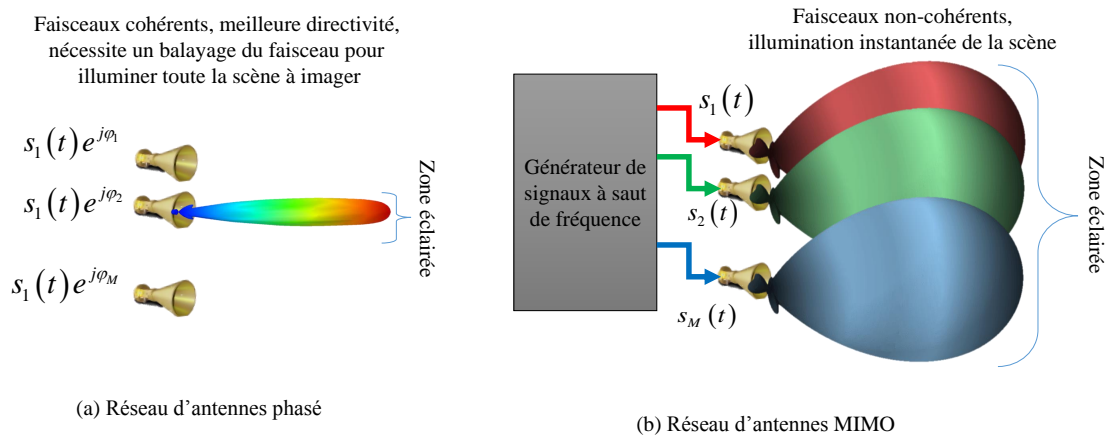 Faisceaux cohérents, meilleure directivité,
nécessite un balayage du faisceau pour
illuminer toute la scène à imager
s₁(t)e^{jφ₁}
s₁(t)e^{jφ₂}
s₁(t)e^{jφ_M}
Zone éclairée
(a) Réseau d'antennes phasé
Faisceaux non-cohérents,
illumination instantanée de la scène
Générateur de
signaux à saut
de fréquence
s₁(t)
s₂(t)
s_M(t)
Zone éclairée
(b) Réseau d'antennes MIMO